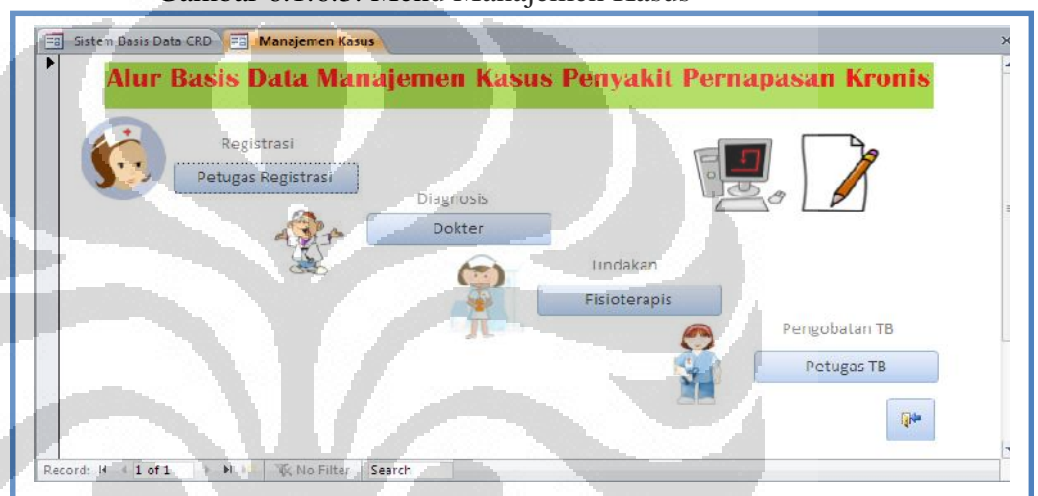 Gambar 6.1.6.3. Menu Manajemen Kasus
Sistem Basis Data CRD
Manajemen Kasus
Alur Basis Data Manajemen Kasus Penyakit Pernapasan Kronis
Registrasi
Petugas Registrasi
Diagnosis
Dokter
Tindakan
Fisioterapis
Pengobatan TB
Petugas TB
Record: 1 of 1 No Filter Search